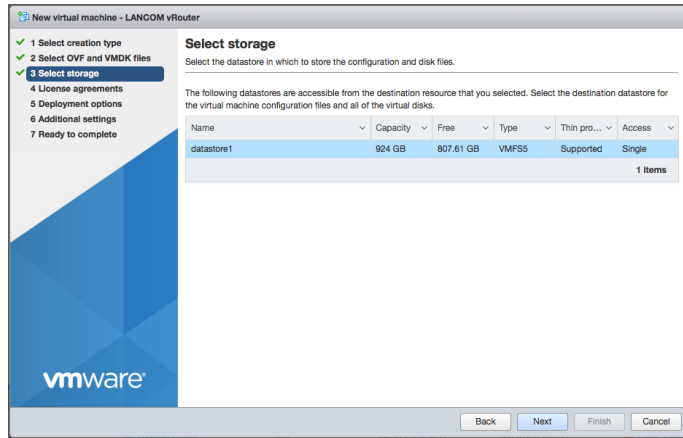 New virtual machine - LANCOM vRouter
1 Select creation type
2 Select OVF and VMDK files
3 Select storage
4 License agreements
5 Deployment options
6 Additional settings
7 Ready to complete
vmware®
Select storage
Select the datastore in which to store the configuration and disk files.
The following datastores are accessible from the destination resource that you selected. Select the destination datastore for
the virtual machine configuration files and all of the virtual disks.
Name Capacity Free Type Thin pro... Access
datastore1 924 GB 807.61 GB VMFS5 Supported Single
1 items
Back Next Finish Cancel